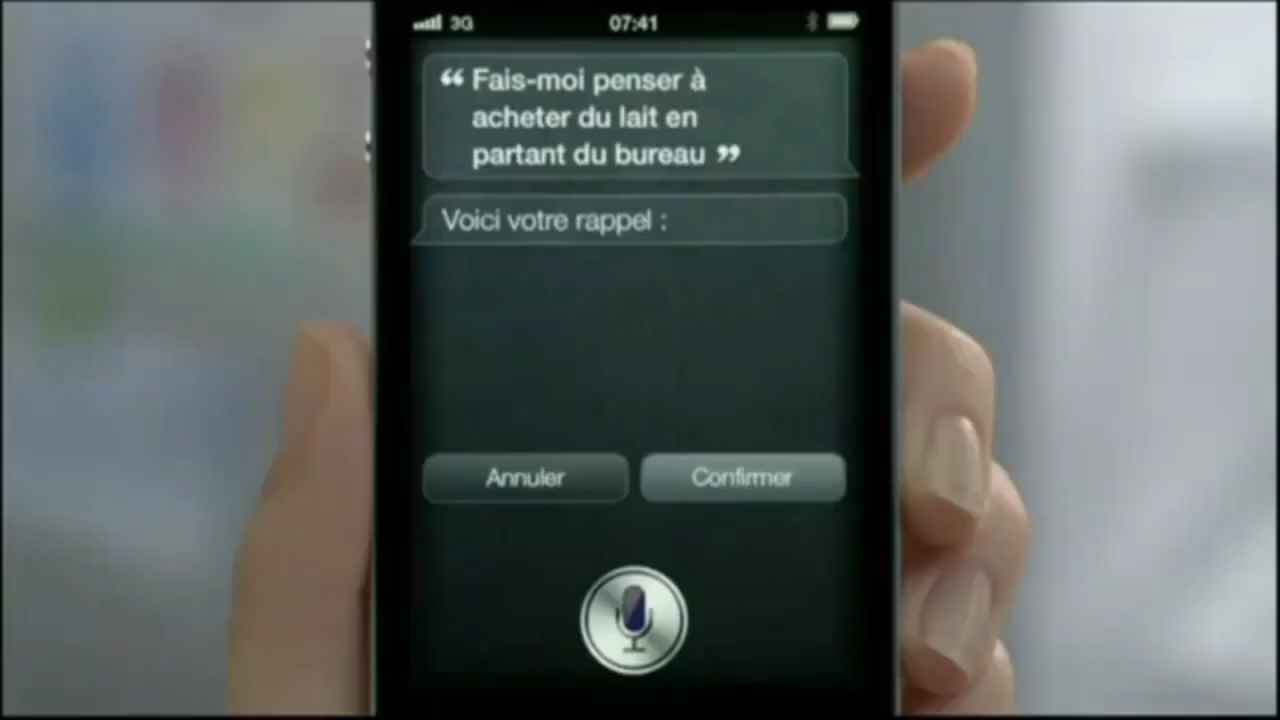 3G 07:41
“ Fais-moi penser à
acheter du lait en
partant du bureau ”
Voici votre rappel :
Annuler Confirmer